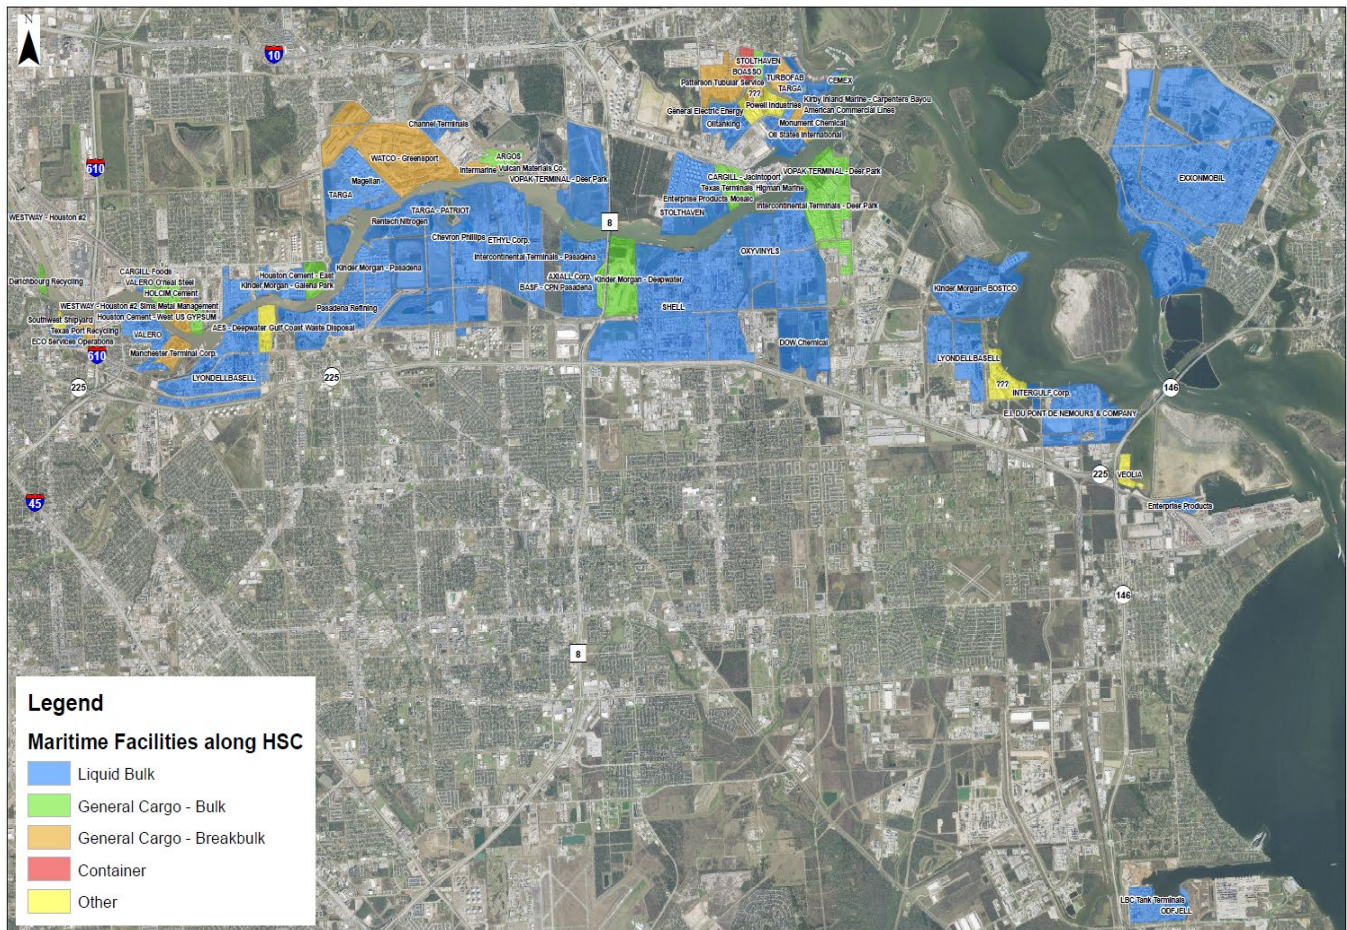 N
10
STOLTHAVEN
BOASSO
TURBOFAB
CEMEX
Patterson Tubular Service
TARGA
???
Kirby Inland Marine - Carpenters Bayou
Powell Industries
General Electric Energy
American Commercial Lines
Oiltanking
Monument Chemical
Oil States International
Channel Terminals
WATCO - Greensport
ARGOS
Intermarine
Vulcan Materials Co.
VOPAK TERMINAL - Deer Park
610
Magellan
TARGA
CARGILL - Jacintoport
VOPAK TERMINAL - Deer Park
Texas Terminals
Higman Marine
Enterprise Products
Mosaic
Intercontinental Terminals - Deer Park
STOLTHAVEN
EXXONMOBIL
TARGA - PATRIOT
Rentech Nitrogen
8
WESTWAY - Houston #2
Chevron Phillips
ETHYL Corp.
Intercontinental Terminals - Pasadena
OXYVINYLS
Kinder Morgan - Pasadena
CARGILL Foods
Houston Cement - East
AXIALL Corp.
Kinder Morgan - Deepwater
Derichbourg Recycling
VALERO
O'neal Steel
Kinder Morgan - Galena Park
BASF - CPN Pasadena
Kinder Morgan - BOSTCO
HOLCIM Cement
WESTWAY - Houston #2
Sims Metal Management
Pasadena Refining
SHELL
Houston Cement - West
US GYPSUM
Southwest Shipyard
Texas Port Recycling
AES - Deepwater
Gulf Coast Waste Disposal
VALERO
ECO Services Operations
DOW Chemical
610
Manchester Terminal Corp.
LYONDELLBASELL
225
LYONDELLBASELL
225
???
146
INTERGULF Corp.
E.I. DU PONT DE NEMOURS & COMPANY
225
VEOLIA
45
Enterprise Products
146
8
Legend
Maritime Facilities along HSC
Liquid Bulk
General Cargo - Bulk
General Cargo - Breakbulk
Container
Other
LBC Tank Terminals
ODFJELL